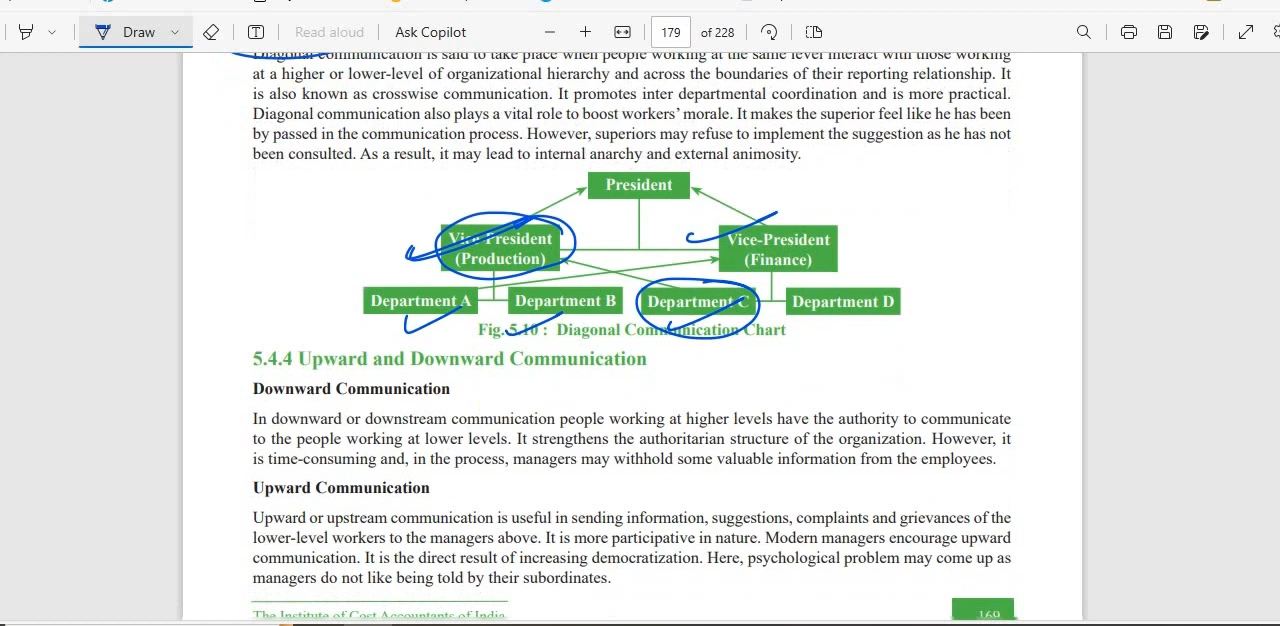 Draw
Read aloud
Ask Copilot
179
of 228
Diagonal communication is said to take place when people working at the same level interact with those working
at a higher or lower-level of organizational hierarchy and across the boundaries of their reporting relationship. It
is also known as crosswise communication. It promotes inter departmental coordination and is more practical.
Diagonal communication also plays a vital role to boost workers' morale. It makes the superior feel like he has been
by passed in the communication process. However, superiors may refuse to implement the suggestion as he has not
been consulted. As a result, it may lead to internal anarchy and external animosity.
President
Vice-President
(Production)
Vice-President
(Finance)
Department A
Department B
Department C
Department D
Fig. 5.10 : Diagonal Communication Chart
5.4.4 Upward and Downward Communication
Downward Communication
In downward or downstream communication people working at higher levels have the authority to communicate
to the people working at lower levels. It strengthens the authoritarian structure of the organization. However, it
is time-consuming and, in the process, managers may withhold some valuable information from the employees.
Upward Communication
Upward or upstream communication is useful in sending information, suggestions, complaints and grievances of the
lower-level workers to the managers above. It is more participative in nature. Modern managers encourage upward
communication. It is the direct result of increasing democratization. Here, psychological problem may come up as
managers do not like being told by their subordinates.
The Institute of Cost Accountants of India
169